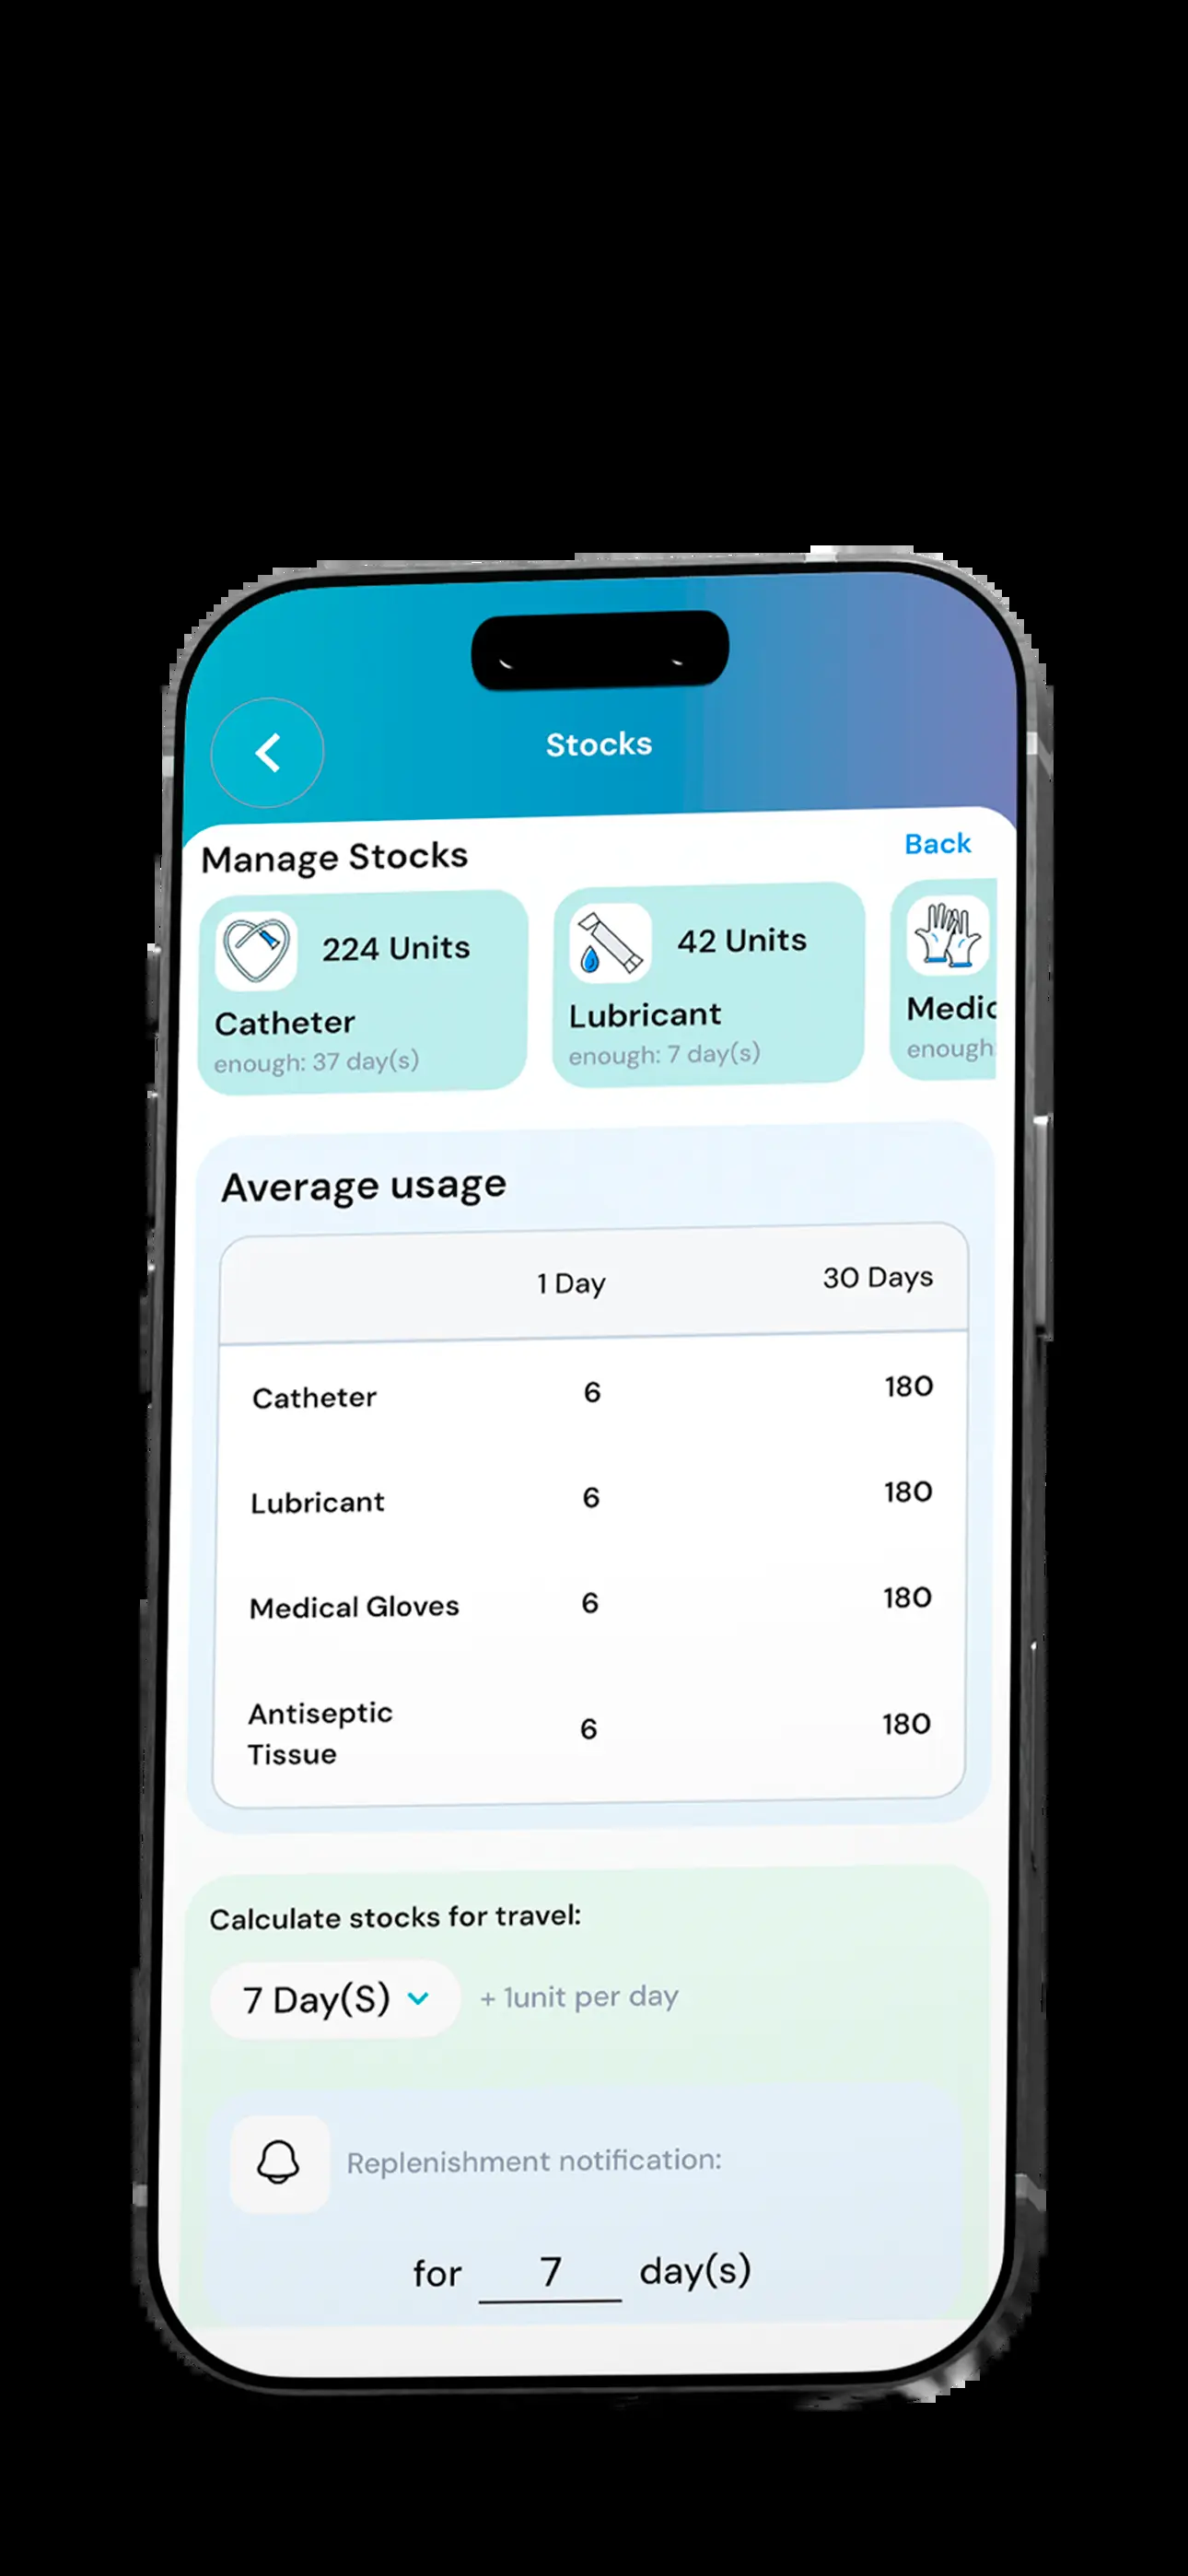 Stocks
Manage Stocks
Back
224 Units
Catheter
enough: 37 day(s)
42 Units
Lubricant
enough: 7 day(s)
Medic
enough:
Average usage
1 Day 30 Days
Catheter 6 180
Lubricant 6 180
Medical Gloves 6 180
Antiseptic
Tissue 6 180
Calculate stocks for travel:
7 Day(S) + 1unit per day
Replenishment notification:
for 7 day(s)